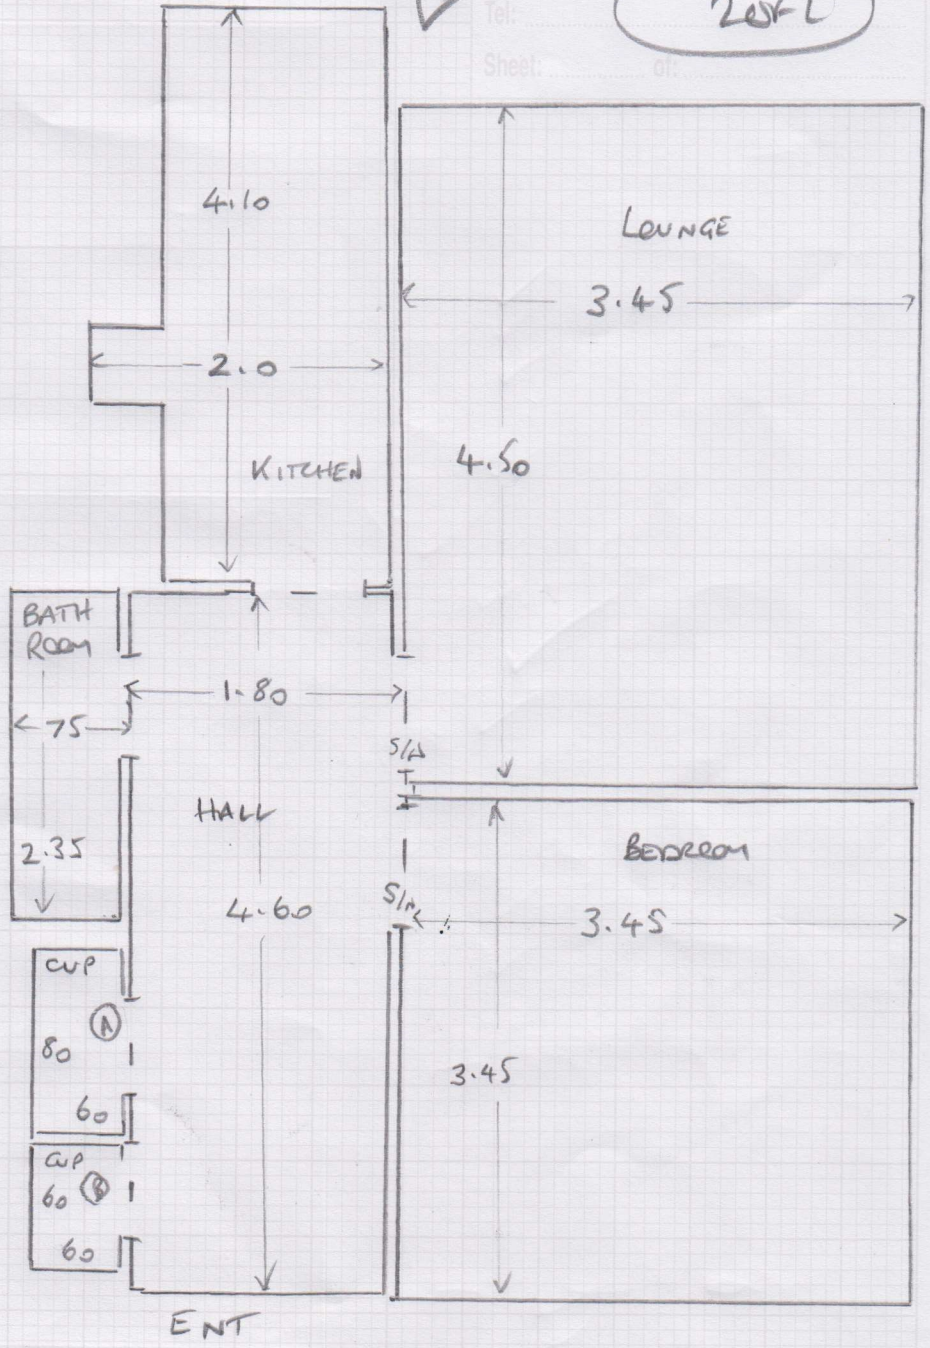 Tel:
Sheet: of:
4.10
LOUNGE
3.45
2.0
KITCHEN
4.50
BATH
ROOM
1.80
75
S/A
HALL
2.35
BEDROOM
4.60
3.45
CUP
A
80
3.45
60
CUP
60 B
60
ENT